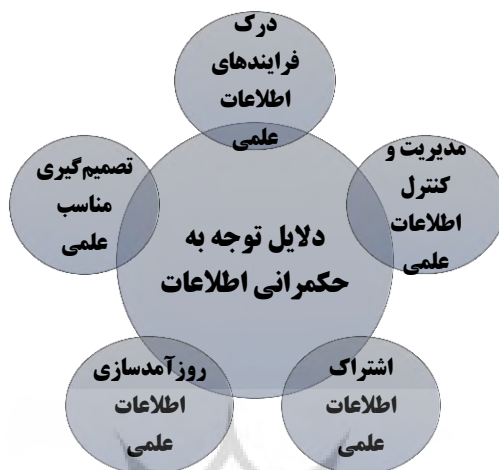 درک
فرایندهای
اطلاعات
علمی
مدیریت و
کنترل
اطلاعات
علمی
اشتراک
اطلاعات
علمی
روزآمدسازی
اطلاعات
علمی
تصمیم‌گیری
مناسب
علمی
دلایل توجه به
حکمرانی اطلاعات